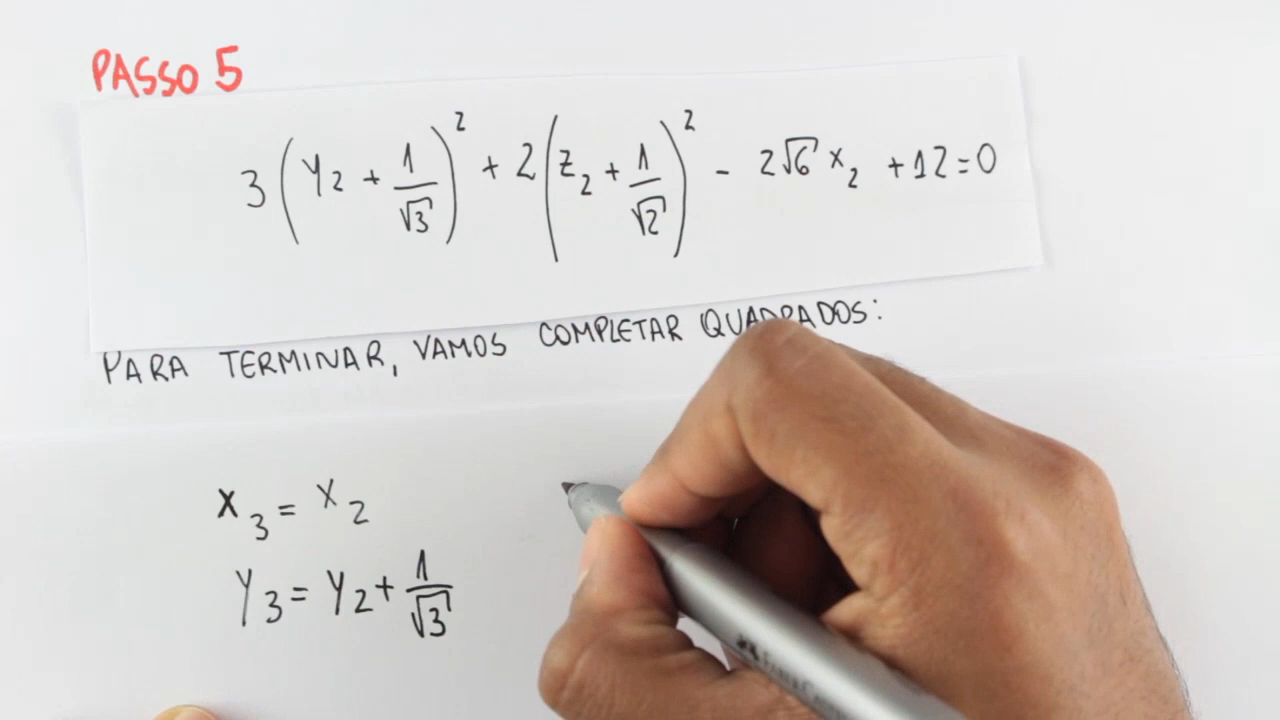 PASSO 5
3(y₂ + 1/√3)² + 2(z₂ + 1/√2)² - 2√6 x₂ + 12 = 0
PARA TERMINAR, VAMOS COMPLETAR QUADRADOS:
x₃ = x₂
y₃ = y₂ + 1/√3